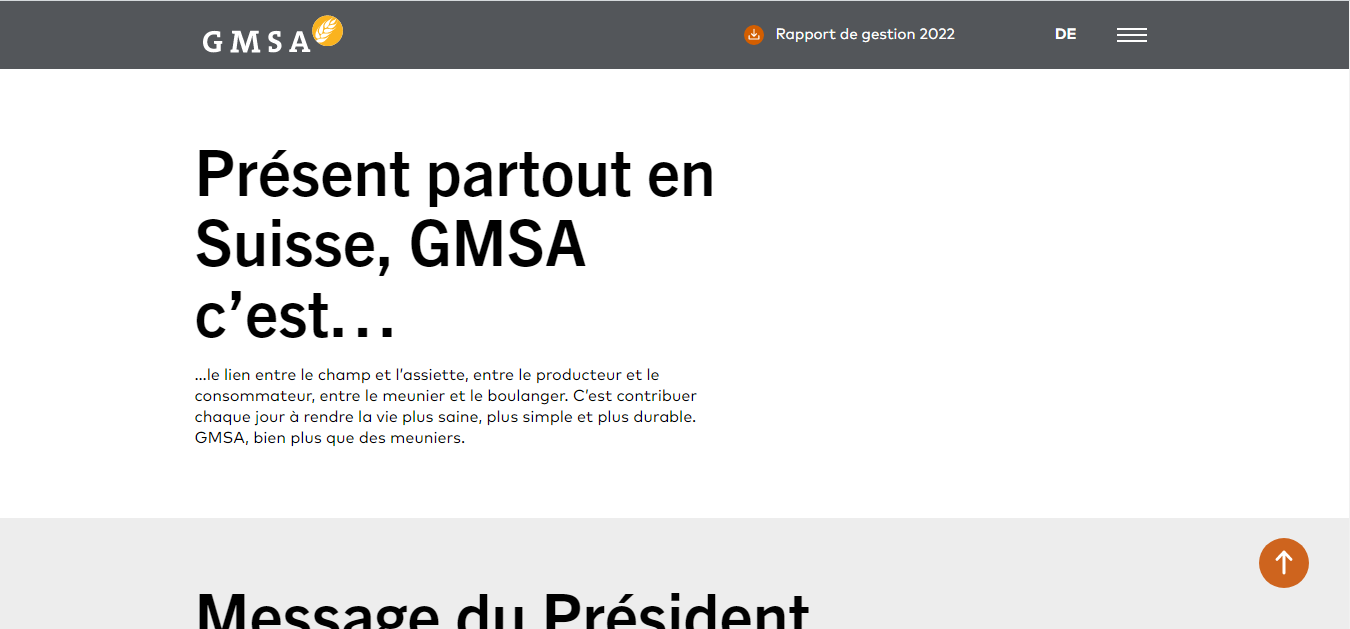 GMSA
Rapport de gestion 2022
DE
Présent partout en
Suisse, GMSA
c’est…
…le lien entre le champ et l’assiette, entre le producteur et le
consommateur, entre le meunier et le boulanger. C’est contribuer
chaque jour à rendre la vie plus saine, plus simple et plus durable.
GMSA, bien plus que des meuniers.
Message du Président